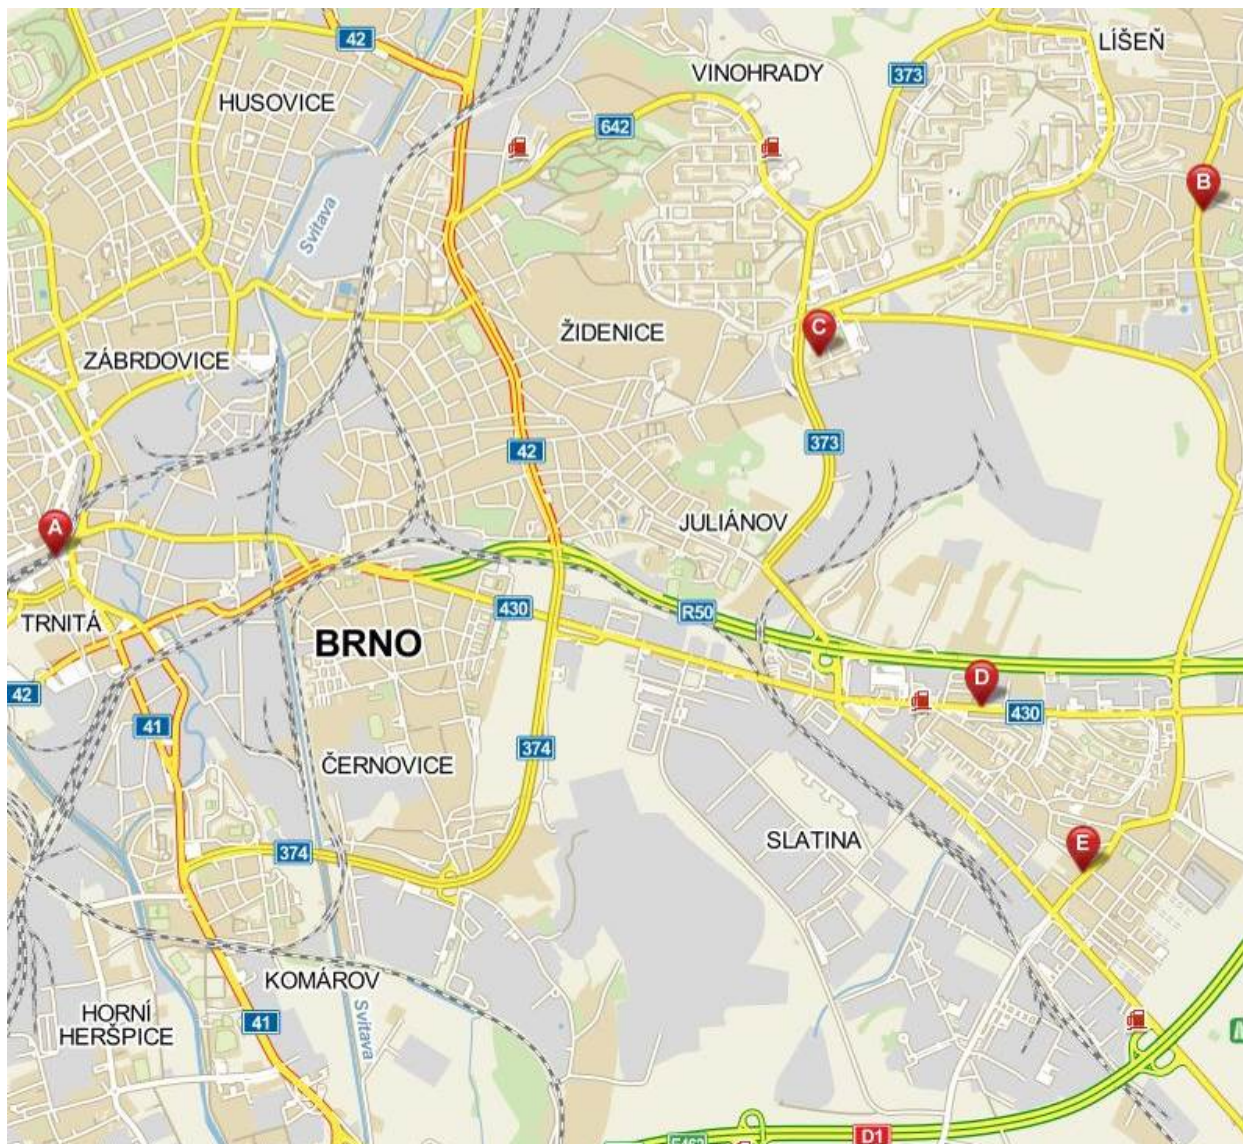 42
LÍŠEŇ
VINOHRADY
373
HUSOVICE
642
B
Svitava
C
ŽIDENICE
ZÁBRDOVICE
373
42
A
JULIÁNOV
430
R50
TRNITÁ
BRNO
D
42
430
41
374
ČERNOVICE
SLATINA
E
374
KOMÁROV
HORNÍ
HERŠPICE
41
Svitava
D1